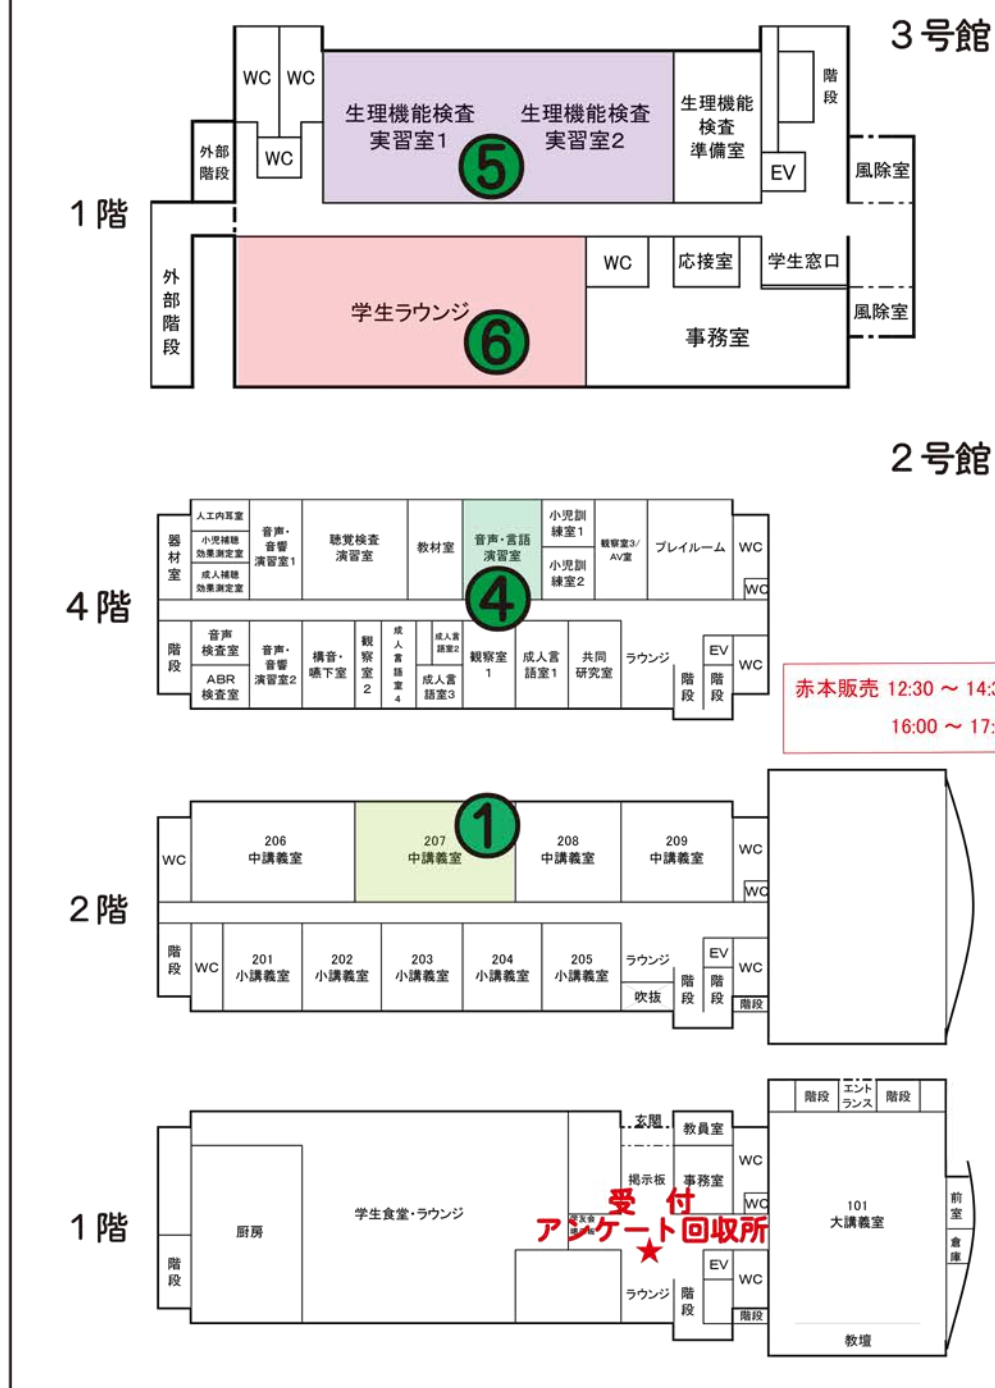 3号館
WC
WC
WC
生理機能検査
実習室1
生理機能検査
実習室2
⑤
生理機能
検査
準備室
階段
EV
外部
階段
風除室
1階
外部階段
学生ラウンジ
⑥
WC
応接室
学生窓口
事務室
風除室
2号館
4階
器材室
人工内耳室
小児補聴
効果測定室
成人補聴
効果測定室
音声・
音響
演習室1
聴覚検査
演習室
教材室
音声・言語
演習室
④
小児訓
練室1
小児訓
練室2
観察室3/
AV室
プレイルーム
WC
WC
階段
音声
検査室
ABR
検査室
音声・
音響
演習室2
構音・
嚥下室
観察室2
成人言語室4
成人言
語室2
成人言
語室3
観察室
1
成人言
語室1
共同
研究室
ラウンジ
階段
EV
階段
WC
赤本販売 12:30 ～ 14:3
16:00 ～ 17:
2階
WC
206
中講義室
207
中講義室
①
208
中講義室
209
中講義室
WC
WC
階段
WC
201
小講義室
202
小講義室
203
小講義室
204
小講義室
205
小講義室
ラウンジ
吹抜
階段
EV
階段
WC
階段
1階
階段
厨房
学生食堂・ラウンジ
玄関
掲示板
教員室
事務室
WC
WC
受付
アンケート回収所
★
ラウンジ
階段
EV
WC
階段
階段
エント
ランス
階段
101
大講義室
前室
倉庫
教壇